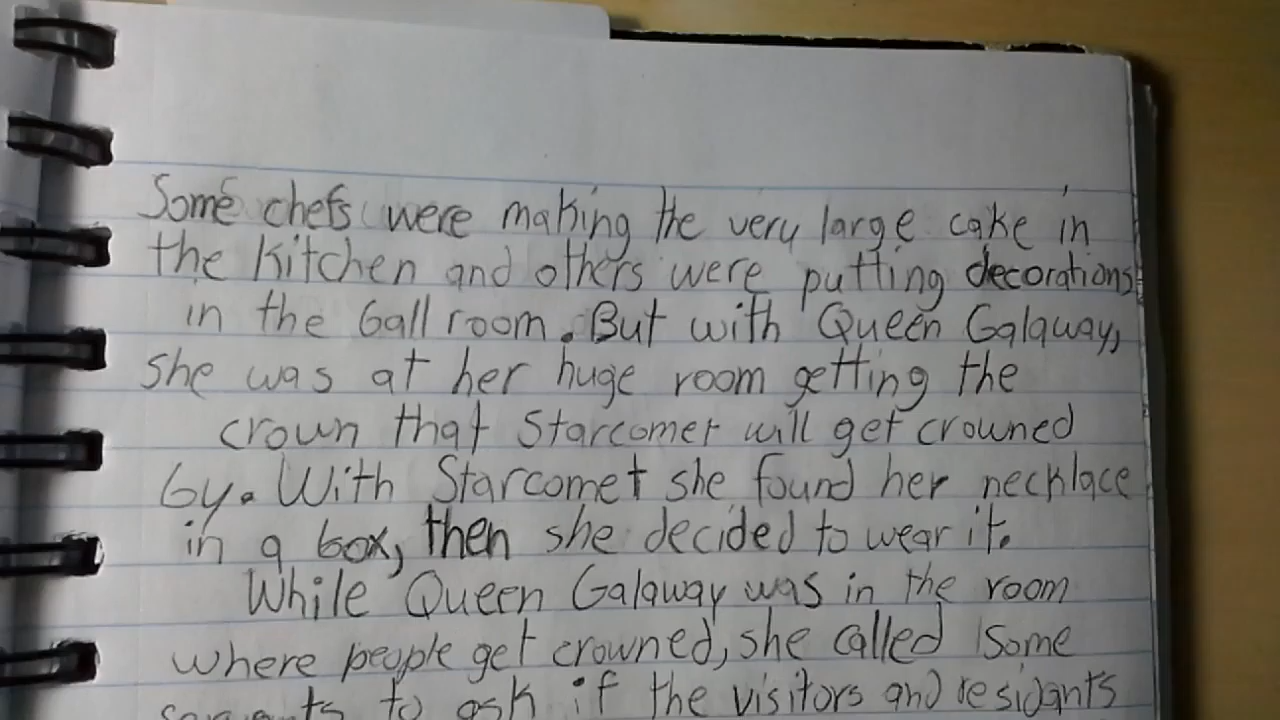 Some chefs were making the very large cake in
the kitchen and others were putting decorations
in the ball room. But with Queen Galaway,
she was at her huge room getting the
crown that Starcomet will get crowned
by. With Starcomet she found her necklace
in a box, then she decided to wear it.
While Queen Galaway was in the room
where people get crowned, she called some
to ask if the visitors and residants